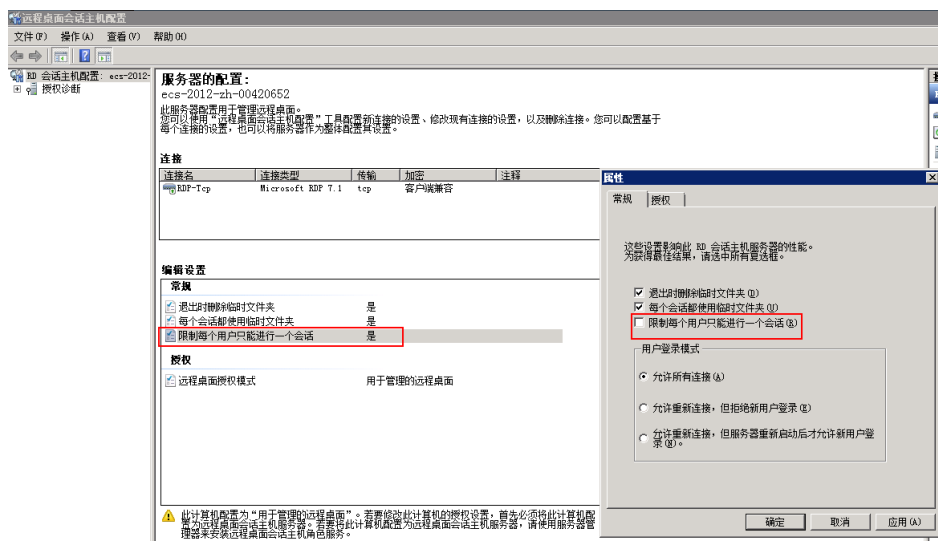 远程桌面会话主机配置
文件(F) 操作(A) 查看(V) 帮助(H)
RD 会话主机配置: ecs-2012-
授权诊断
服务器的配置:
ecs-2012-zh-00420652
此服务器配置用于管理远程桌面。
您可以使用“远程桌面会话主机配置”工具配置新连接的设置、修改现有连接的设置，以及删除连接。您可以配置基于
每个连接的设置，也可以将服务器作为整体配置其设置。
连接
连接名 连接类型 传输 加密 注释
RDP-Tcp Microsoft RDP 7.1 tcp 客户端兼容
编辑设置
常规
退出时删除临时文件夹 是
每个会话都使用临时文件夹 是
限制每个用户只能进行一个会话 是
授权
远程桌面授权模式 用于管理的远程桌面
此计算机配置为“用于管理的远程桌面”。若要修改此计算机的授权设置，首先必须将此计算机配
置为远程桌面会话主机服务器。若要将此计算机配置为远程桌面会话主机服务器，请使用服务器管
理器来安装远程桌面会话主机角色服务。
属性
常规 授权
这些设置影响此 RD 会话主机服务器的性能。
为获得最佳结果，请选中所有复选框。
退出时删除临时文件夹(D)
每个会话都使用临时文件夹(U)
限制每个用户只能进行一个会话(R)
用户登录模式
允许所有连接(A)
允许重新连接，但拒绝新用户登录(E)
允许重新连接，但服务器重新启动后才允许新用户登
录(N)。
确定 取消 应用(A)